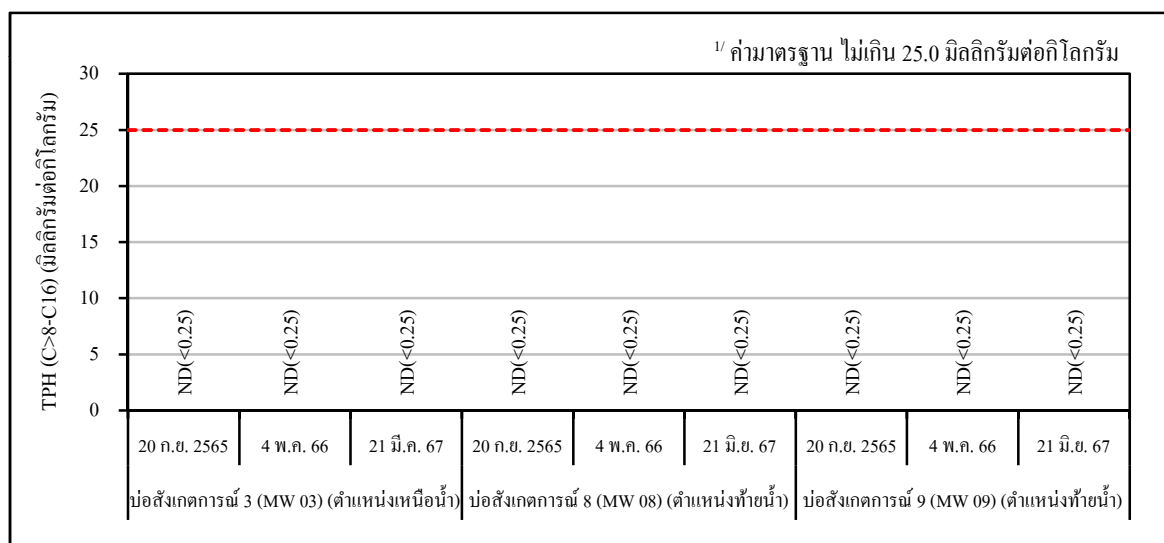 1/ ค่ามาตรฐาน ไม่เกิน 25.0 มิลลิกรัมต่อกิโลกรัม
TPH (C>8-C16) (มิลลิกรัมต่อกิโลกรัม)
30
25
20
15
10
5
0
ND(<0.25)
ND(<0.25)
ND(<0.25)
ND(<0.25)
ND(<0.25)
ND(<0.25)
ND(<0.25)
ND(<0.25)
ND(<0.25)
20 ก.ย. 2565
4 พ.ค. 66
21 มี.ค. 67
20 ก.ย. 2565
4 พ.ค. 66
21 มิ.ย. 67
20 ก.ย. 2565
4 พ.ค. 66
21 มิ.ย. 67
บ่อสังเกตการณ์ 3 (MW 03) (ตำแหน่งเหนือน้ำ)
บ่อสังเกตการณ์ 8 (MW 08) (ตำแหน่งท้ายน้ำ)
บ่อสังเกตการณ์ 9 (MW 09) (ตำแหน่งท้ายน้ำ)